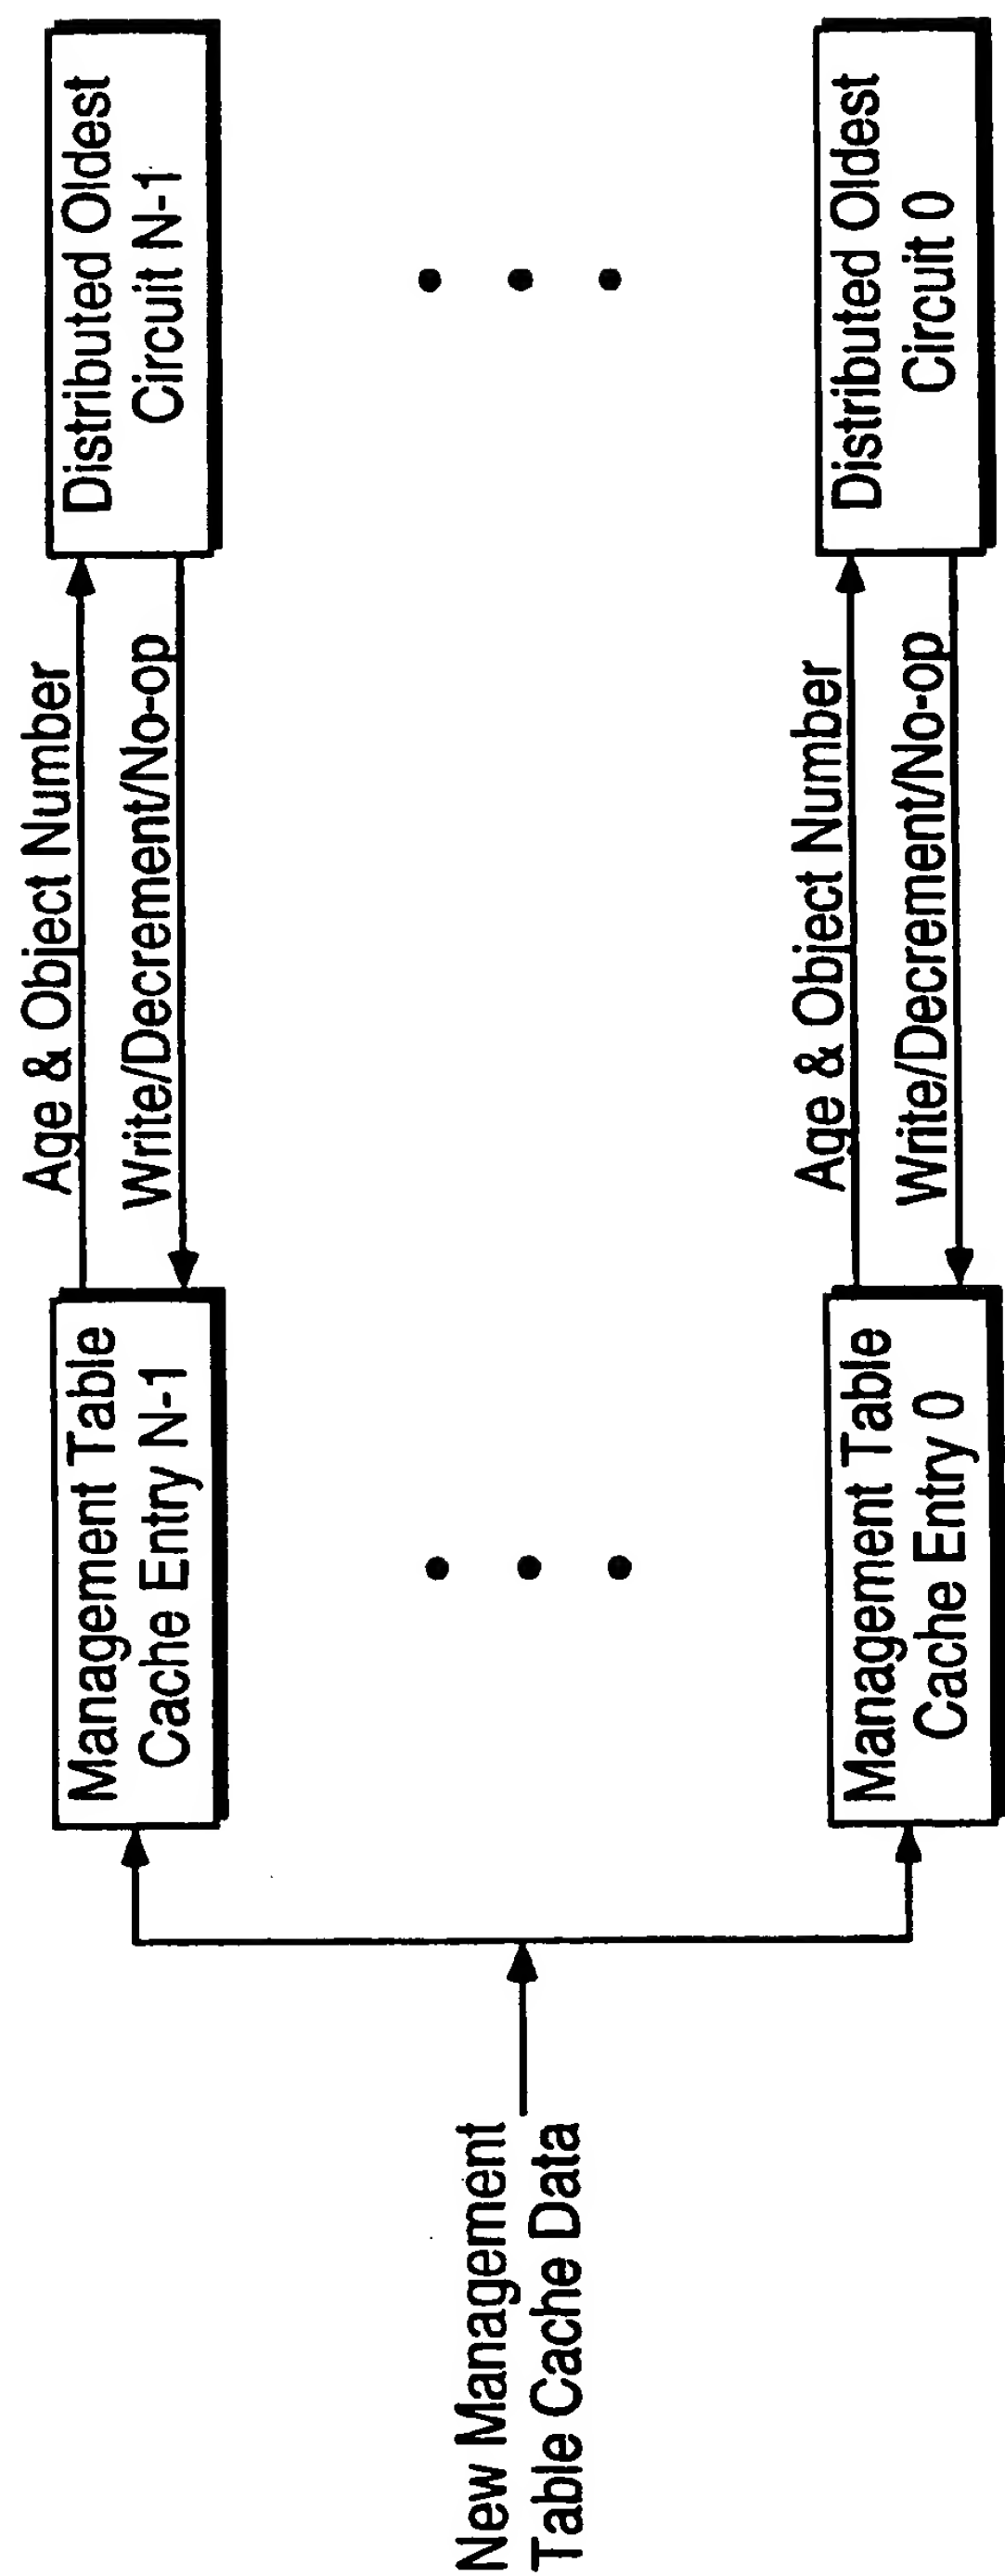 New Management
Table Cache Data
Management Table
Cache Entry N-1
Age & Object Number
Write/Decrement/No-op
Distributed Oldest
Circuit N-1
Management Table
Cache Entry 0
Age & Object Number
Write/Decrement/No-op
Distributed Oldest
Circuit 0